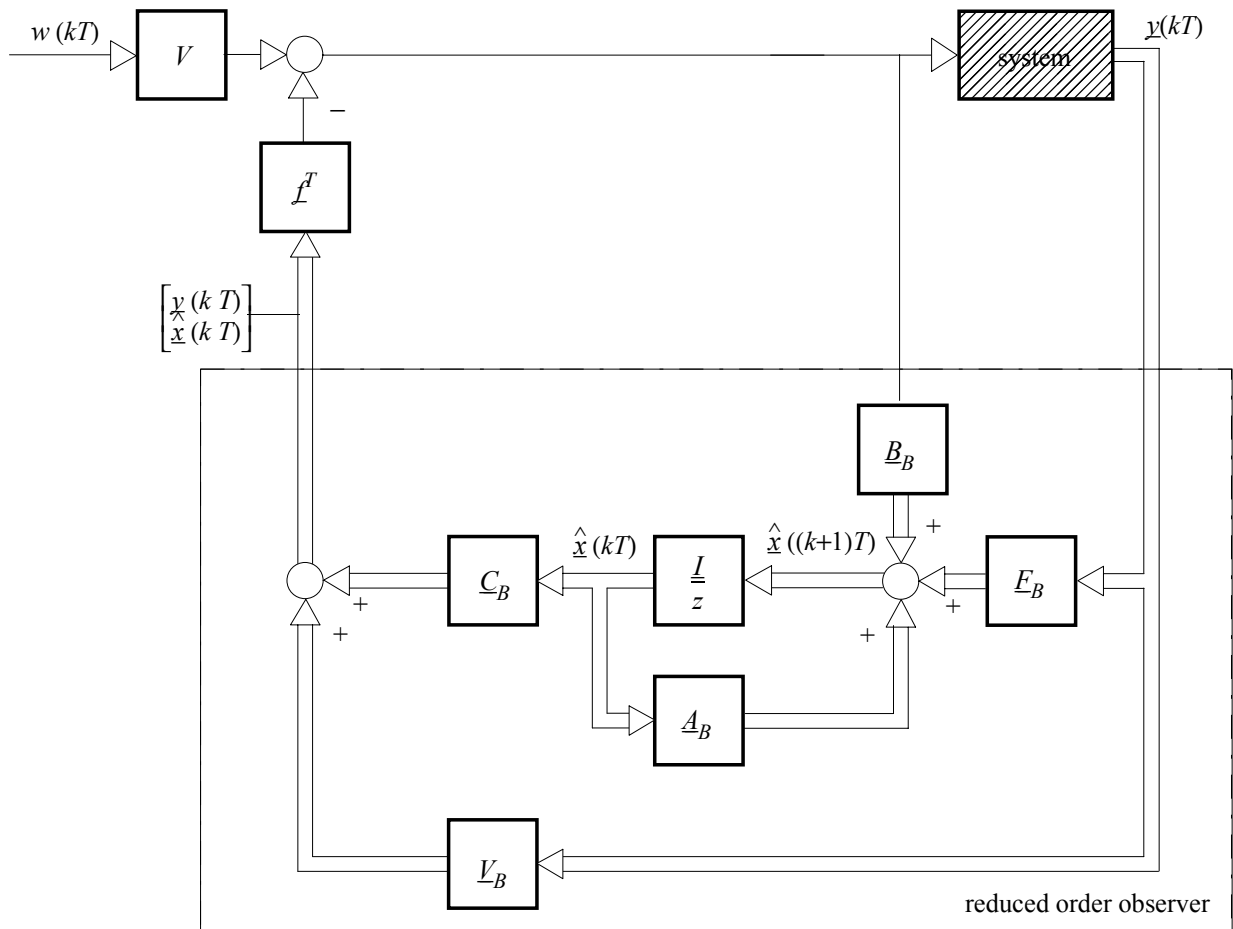 w (kT)
V
system
y(kT)
−
f^T
[y (k T)
x̂ (k T)]
B_B
+
x̂ (kT)
x̂ ((k+1)T)
C_B
I
z
F_B
+
+
+
+
A_B
V_B
reduced order observer